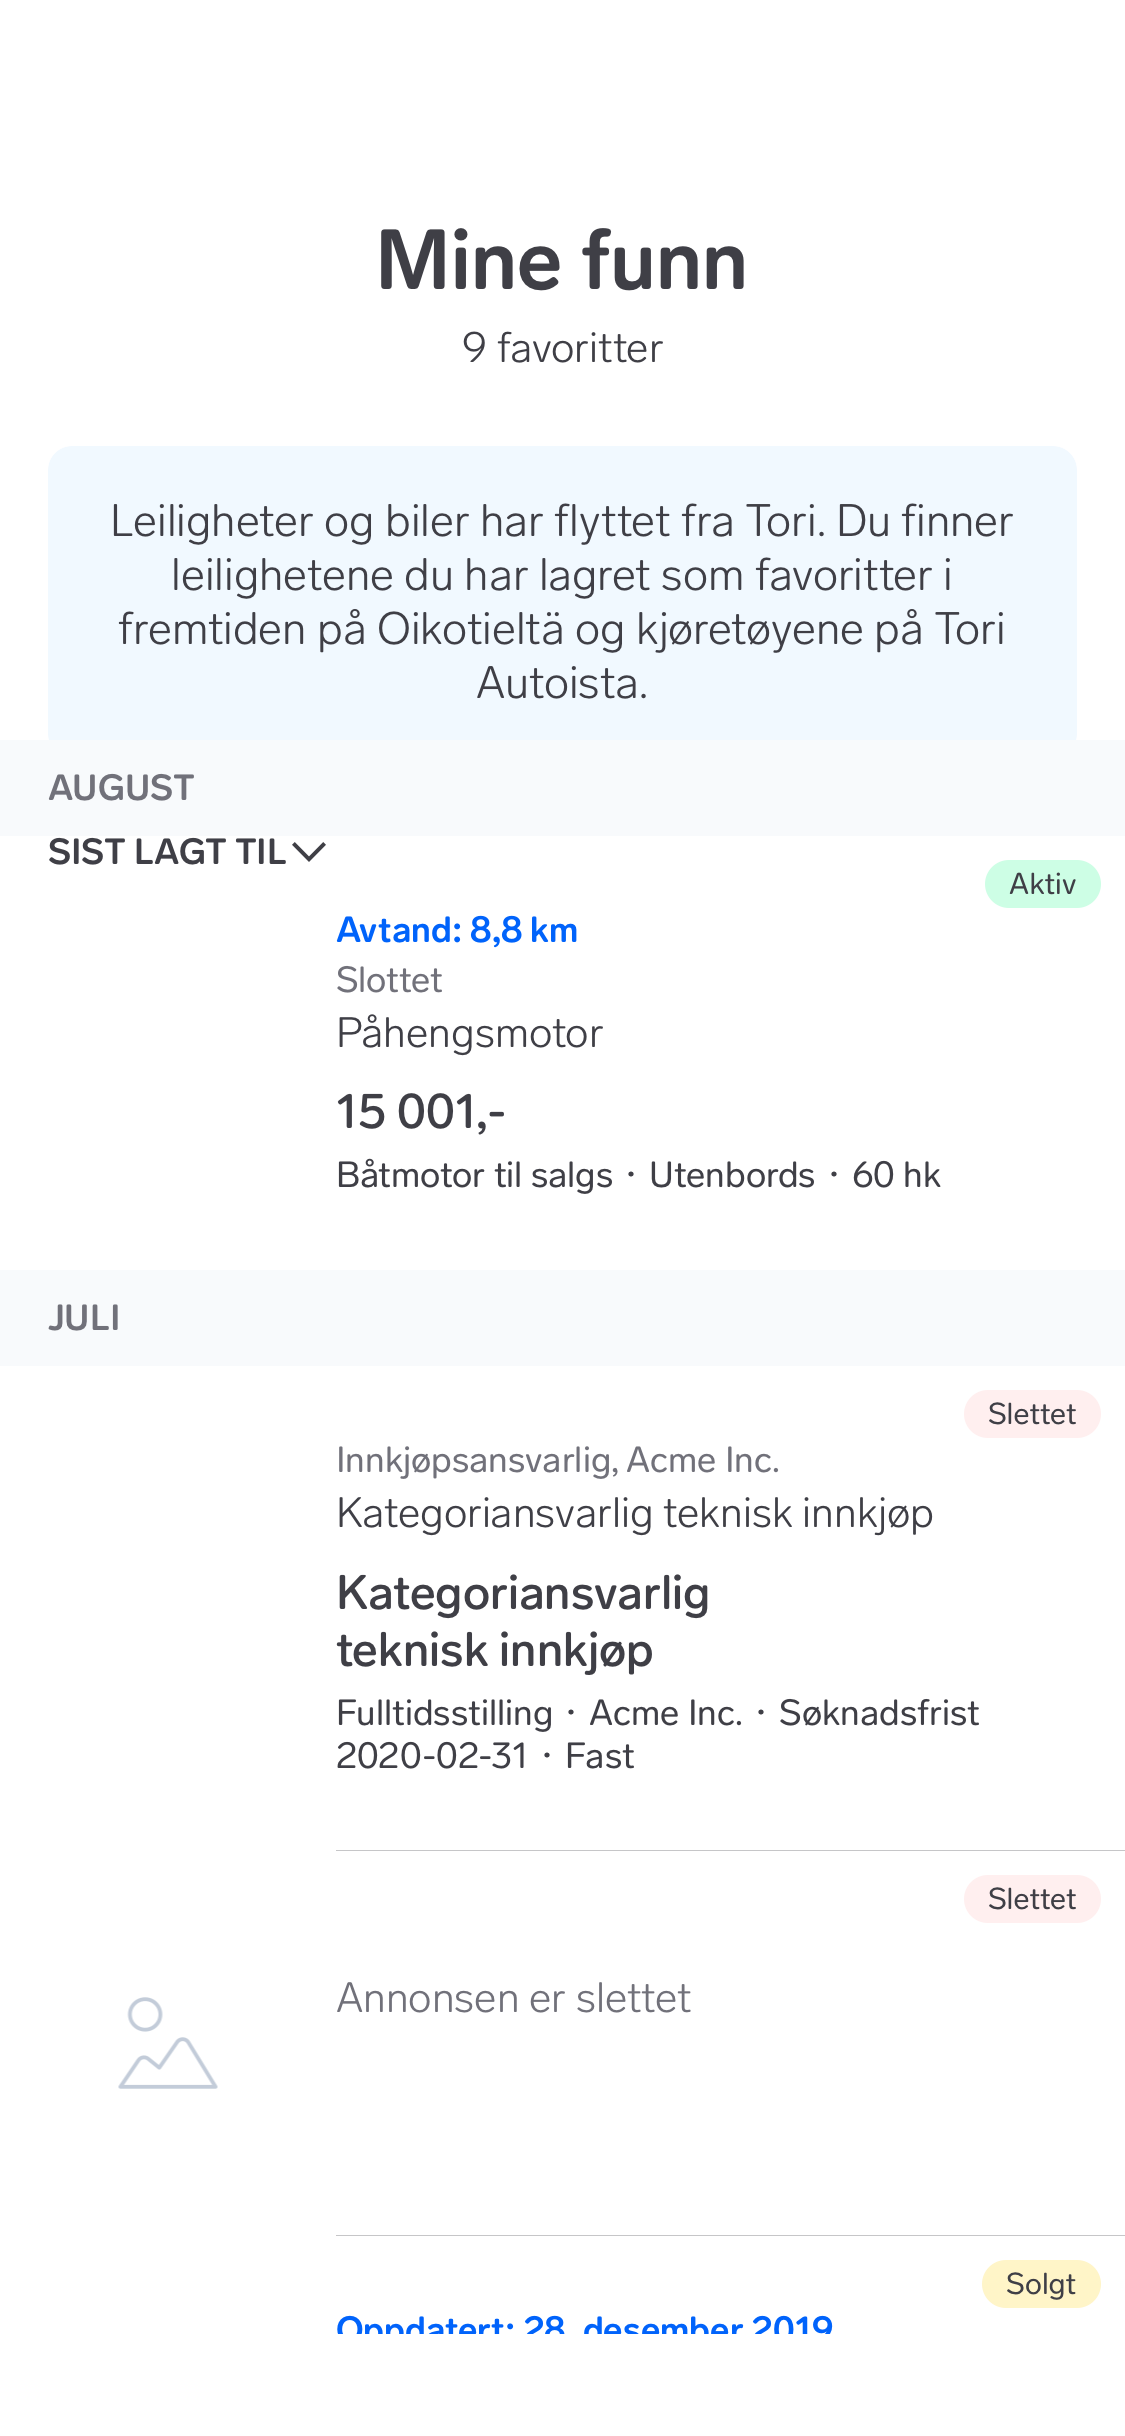 Mine funn
9 favoritter
Leiligheter og biler har flyttet fra Tori. Du finner
leilighetene du har lagret som favoritter i
fremtiden på Oikotieltä og kjøretøyene på Tori
Autoista.
AUGUST
SIST LAGT TIL
Aktiv
Avtand: 8,8 km
Slottet
Påhengsmotor
15 001,-
Båtmotor til salgs · Utenbords · 60 hk
JULI
Slettet
Innkjøpsansvarlig, Acme Inc.
Kategoriansvarlig teknisk innkjøp
Kategoriansvarlig
teknisk innkjøp
Fulltidsstilling · Acme Inc. · Søknadsfrist
2020-02-31 · Fast
Slettet
Annonsen er slettet
Solgt
Oppdatert: 28. desember 2019